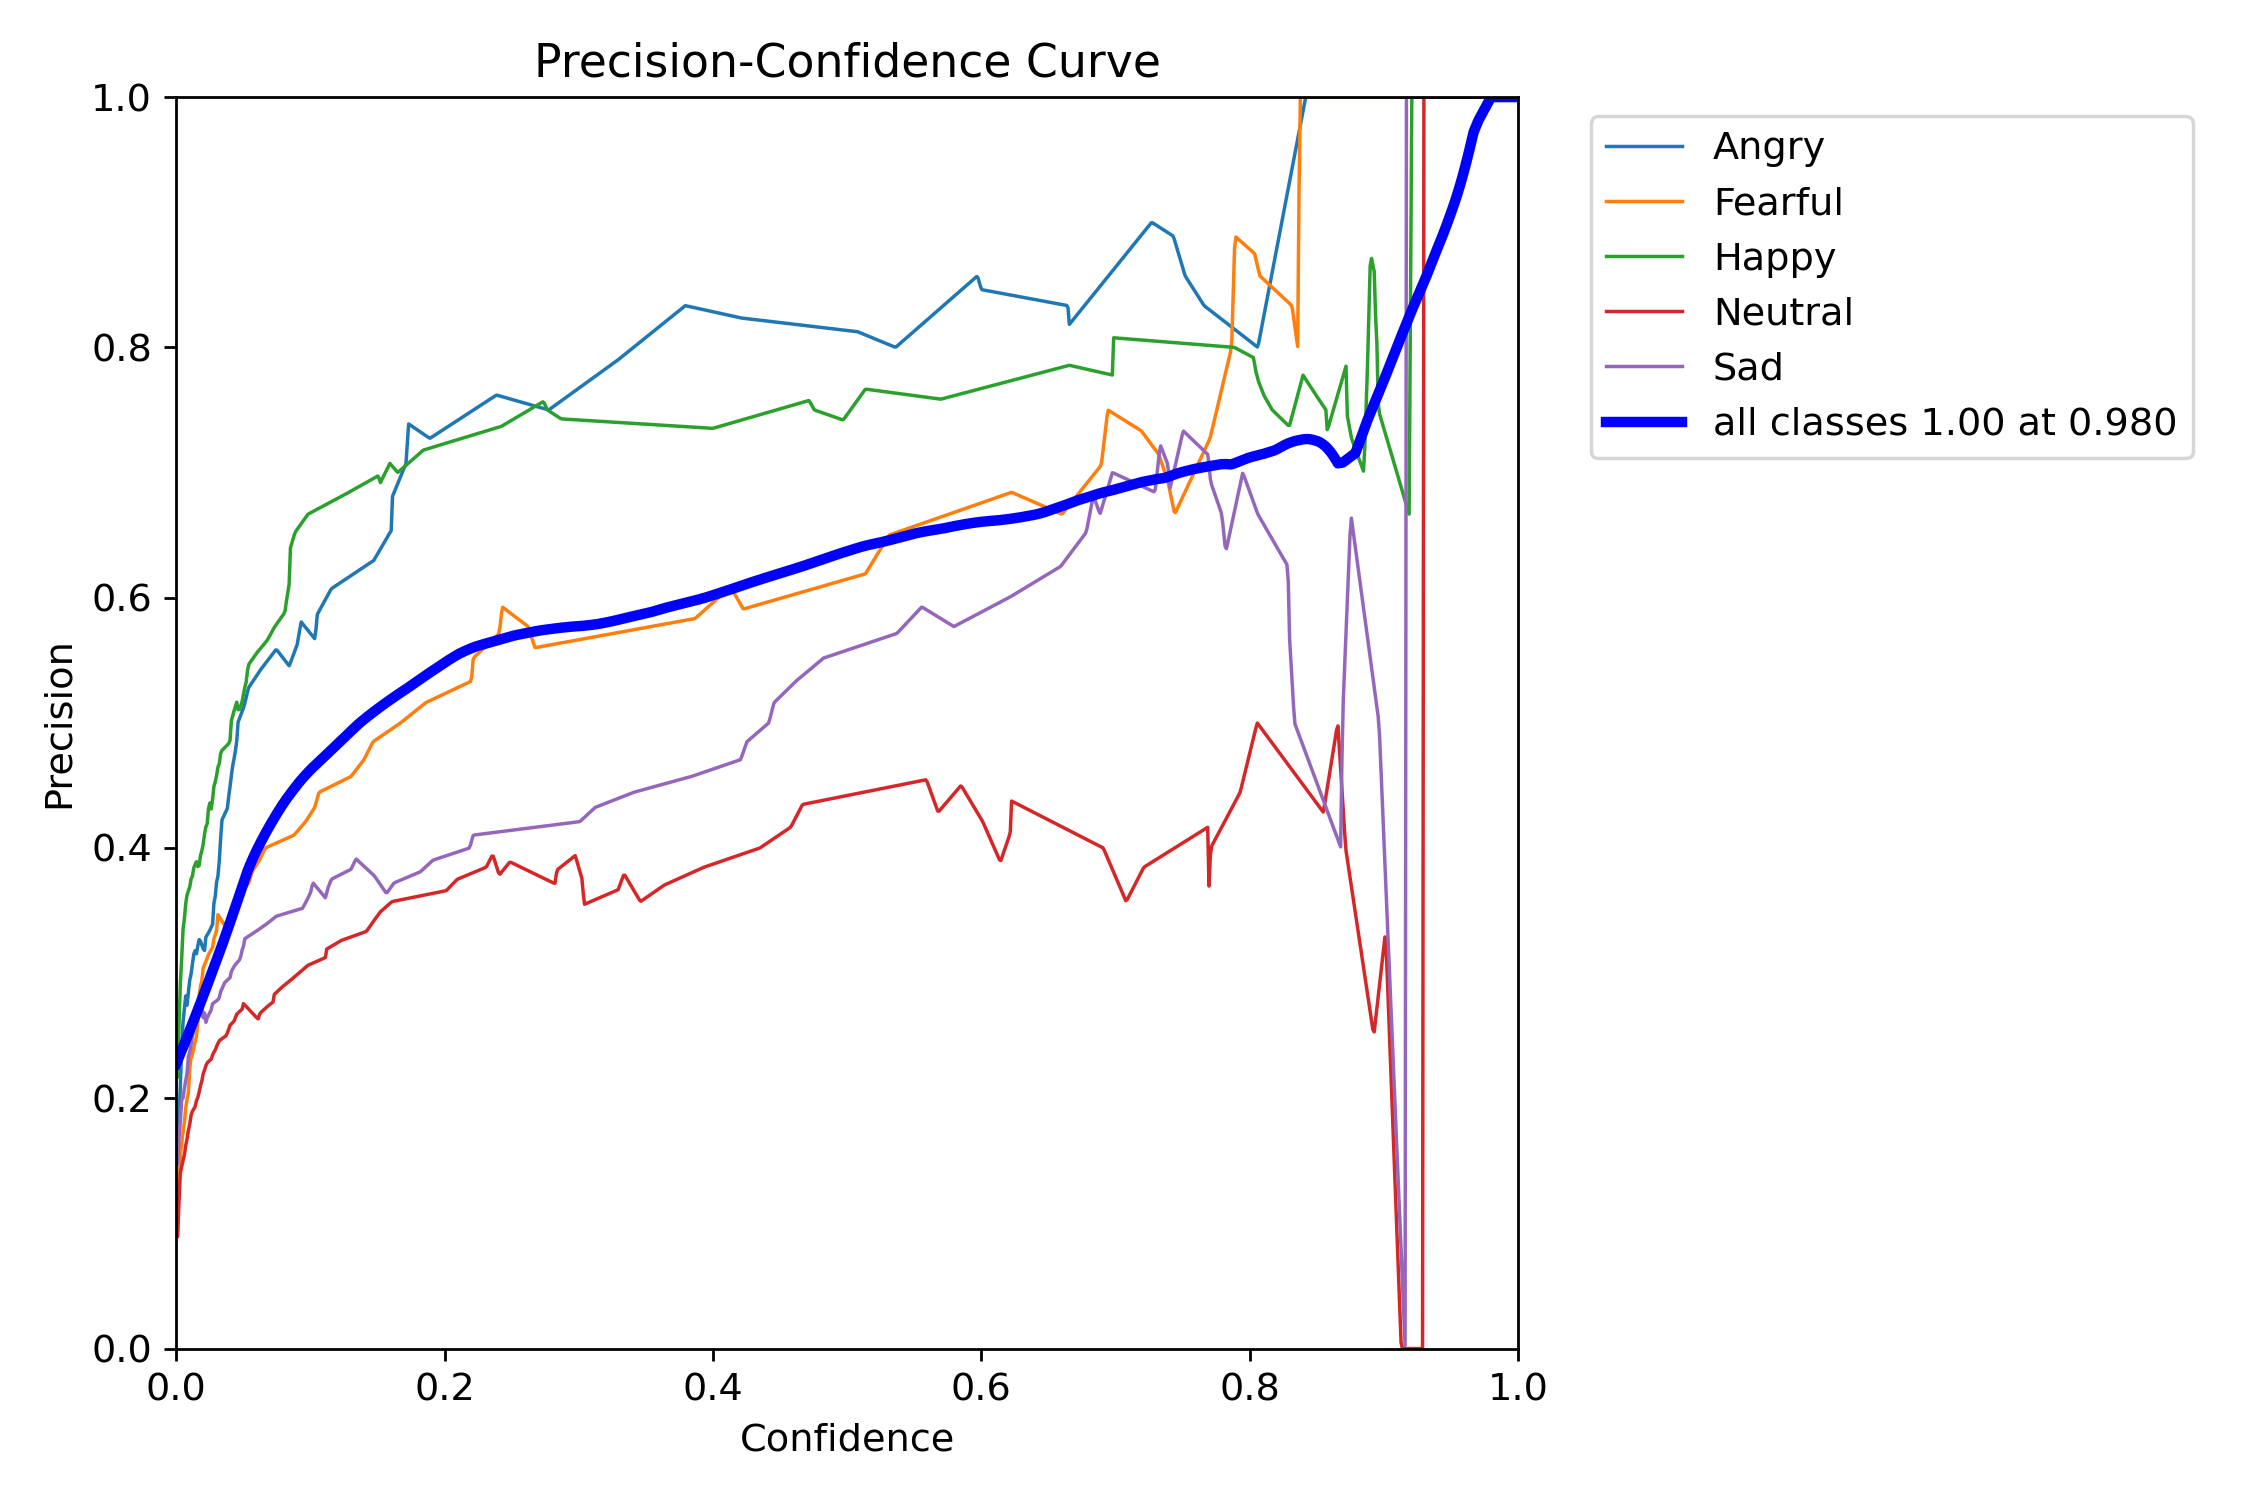 Precision-Confidence Curve
1.0
0.8
0.6
0.4
0.2
0.0
Precision
0.0 0.2 0.4 0.6 0.8 1.0
Confidence
Angry
Fearful
Happy
Neutral
Sad
all classes 1.00 at 0.980